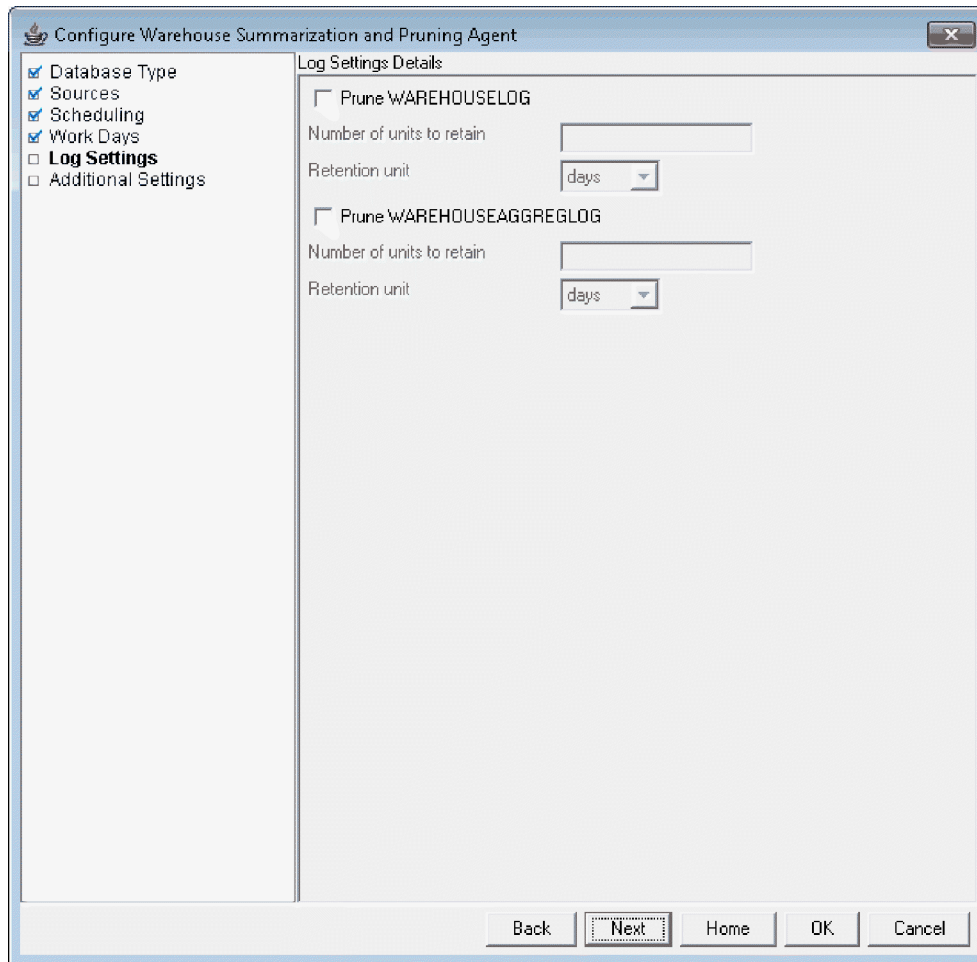 Configure Warehouse Summarization and Pruning Agent
Database Type
Sources
Scheduling
Work Days
Log Settings
Additional Settings
Log Settings Details
Prune WAREHOUSELOG
Number of units to retain
Retention unit
days
Prune WAREHOUSEAGGREGLOG
Number of units to retain
Retention unit
days
Back
Next
Home
OK
Cancel